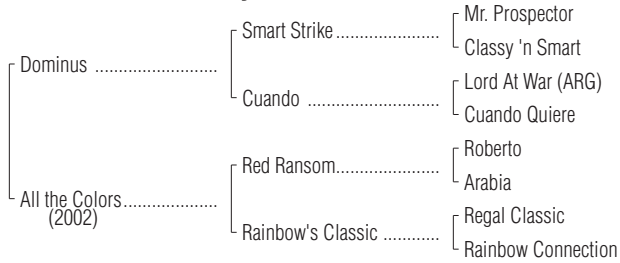 Mr. Prospector
Smart Strike ....................
Classy 'n Smart
Dominus ........................
Lord At War (ARG)
Cuando ..........................
Cuando Quiere
Roberto
Red Ransom.....................
Arabia
All the Colors...................
(2002)
Regal Classic
Rainbow's Classic ...........
Rainbow Connection